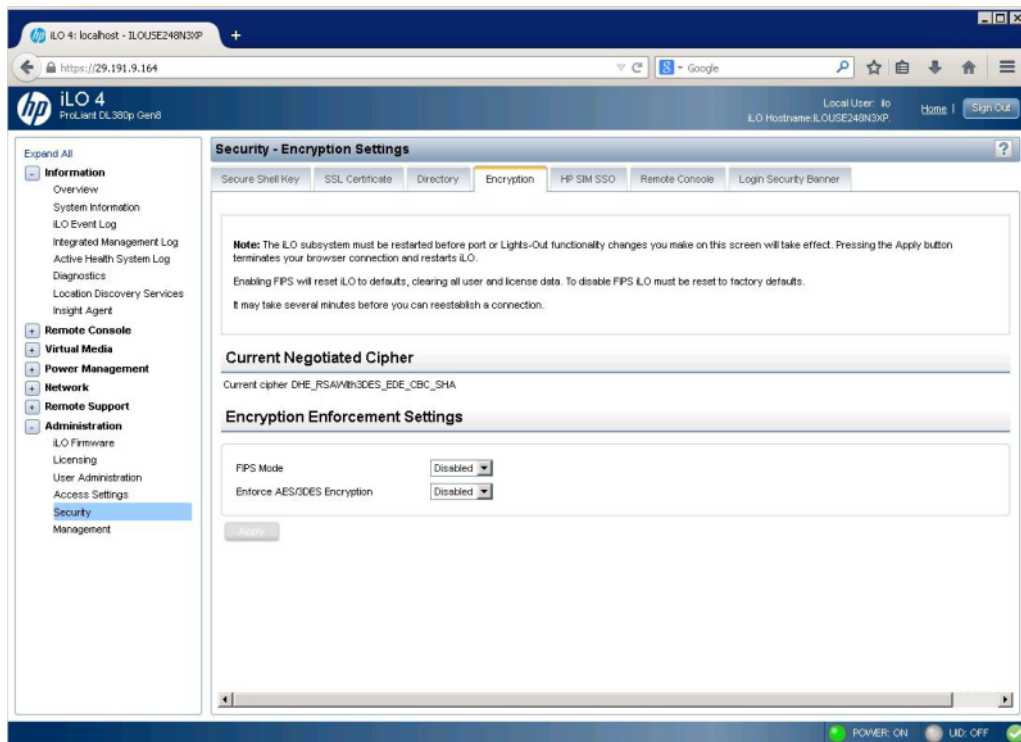 iLO 4: localhost - ILOUSE248N3XP
https://29.191.9.164
Google
iLO 4
ProLiant DL380p Gen8
Local User: ilo
iLO Hostname:ILOUSE248N3XP.
Home |
Sign Out
Expand All
Information
Overview
System Information
iLO Event Log
Integrated Management Log
Active Health System Log
Diagnostics
Location Discovery Services
Insight Agent
Remote Console
Virtual Media
Power Management
Network
Remote Support
Administration
iLO Firmware
Licensing
User Administration
Access Settings
Security
Management
Security - Encryption Settings
?
Secure Shell Key
SSL Certificate
Directory
Encryption
HP SIM SSO
Remote Console
Login Security Banner
Note: The iLO subsystem must be restarted before port or Lights-Out functionality changes you make on this screen will take effect. Pressing the Apply button
terminates your browser connection and restarts iLO.
Enabling FIPS will reset iLO to defaults, clearing all user and license data. To disable FIPS iLO must be reset to factory defaults.
It may take several minutes before you can reestablish a connection.
Current Negotiated Cipher
Current cipher DHE_RSAWith3DES_EDE_CBC_SHA
Encryption Enforcement Settings
FIPS Mode
Disabled
Enforce AES/3DES Encryption
Disabled
Apply
POWER: ON
UID: OFF